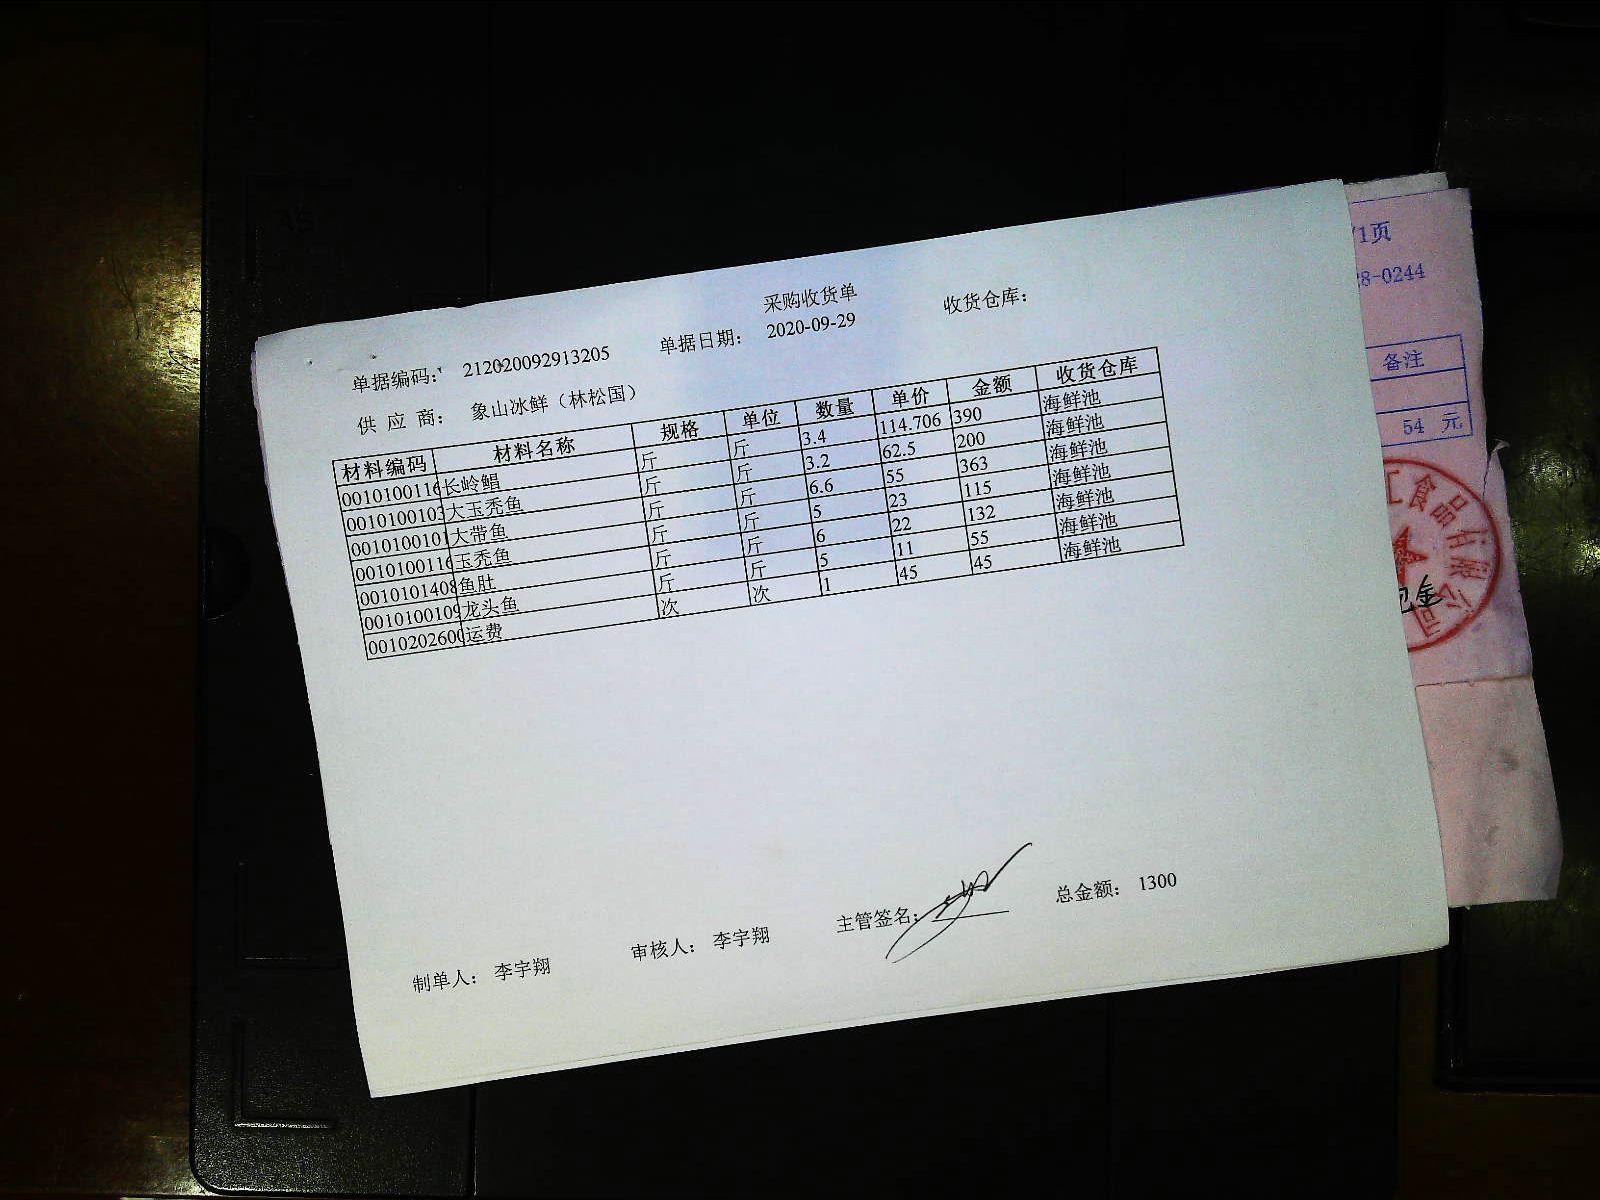 采购收货单
单据编码: 212020092913205 单据日期: 2020-09-29 收货仓库:
供 应 商: 象山冰鲜（林松国）
材料编码 材料名称 规格 单位 数量 单价 金额 收货仓库
0010100116 长岭鲳 斤 斤 3.4 114.706 390 海鲜池
0010100103 大玉秃鱼 斤 斤 3.2 62.5 200 海鲜池
0010100101 大带鱼 斤 斤 6.6 55 363 海鲜池
0010100116 玉秃鱼 斤 斤 5 23 115 海鲜池
0010101408 鱼肚 斤 斤 6 22 132 海鲜池
0010100109 龙头鱼 斤 斤 5 11 55 海鲜池
0010202600 运费 次 次 1 45 45 海鲜池
制单人: 李宇翔 审核人: 李宇翔 主管签名: 总金额: 1300
/1页
8-0244
备注
54 元
食品有限公司